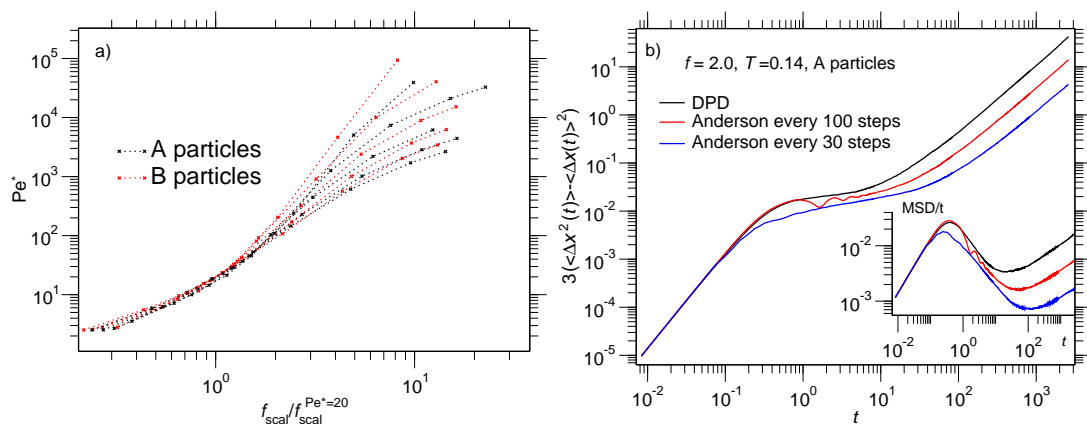 a)
Pe*
10^5
10^4
10^3
10^2
10^1
A particles
B particles
10^0
10^1
f_scal/f_scal^Pe*=20
b)
f = 2.0, T =0.14, A particles
DPD
Anderson every 100 steps
Anderson every 30 steps
3(<Δx^2(t)>-<Δx(t)>^2)
10^1
10^0
10^-1
10^-2
10^-3
10^-4
10^-5
10^-2
10^-1
10^0
10^1
10^2
10^3
t
MSD/t
10^-2
10^-3
10^-2
10^0
10^2
t